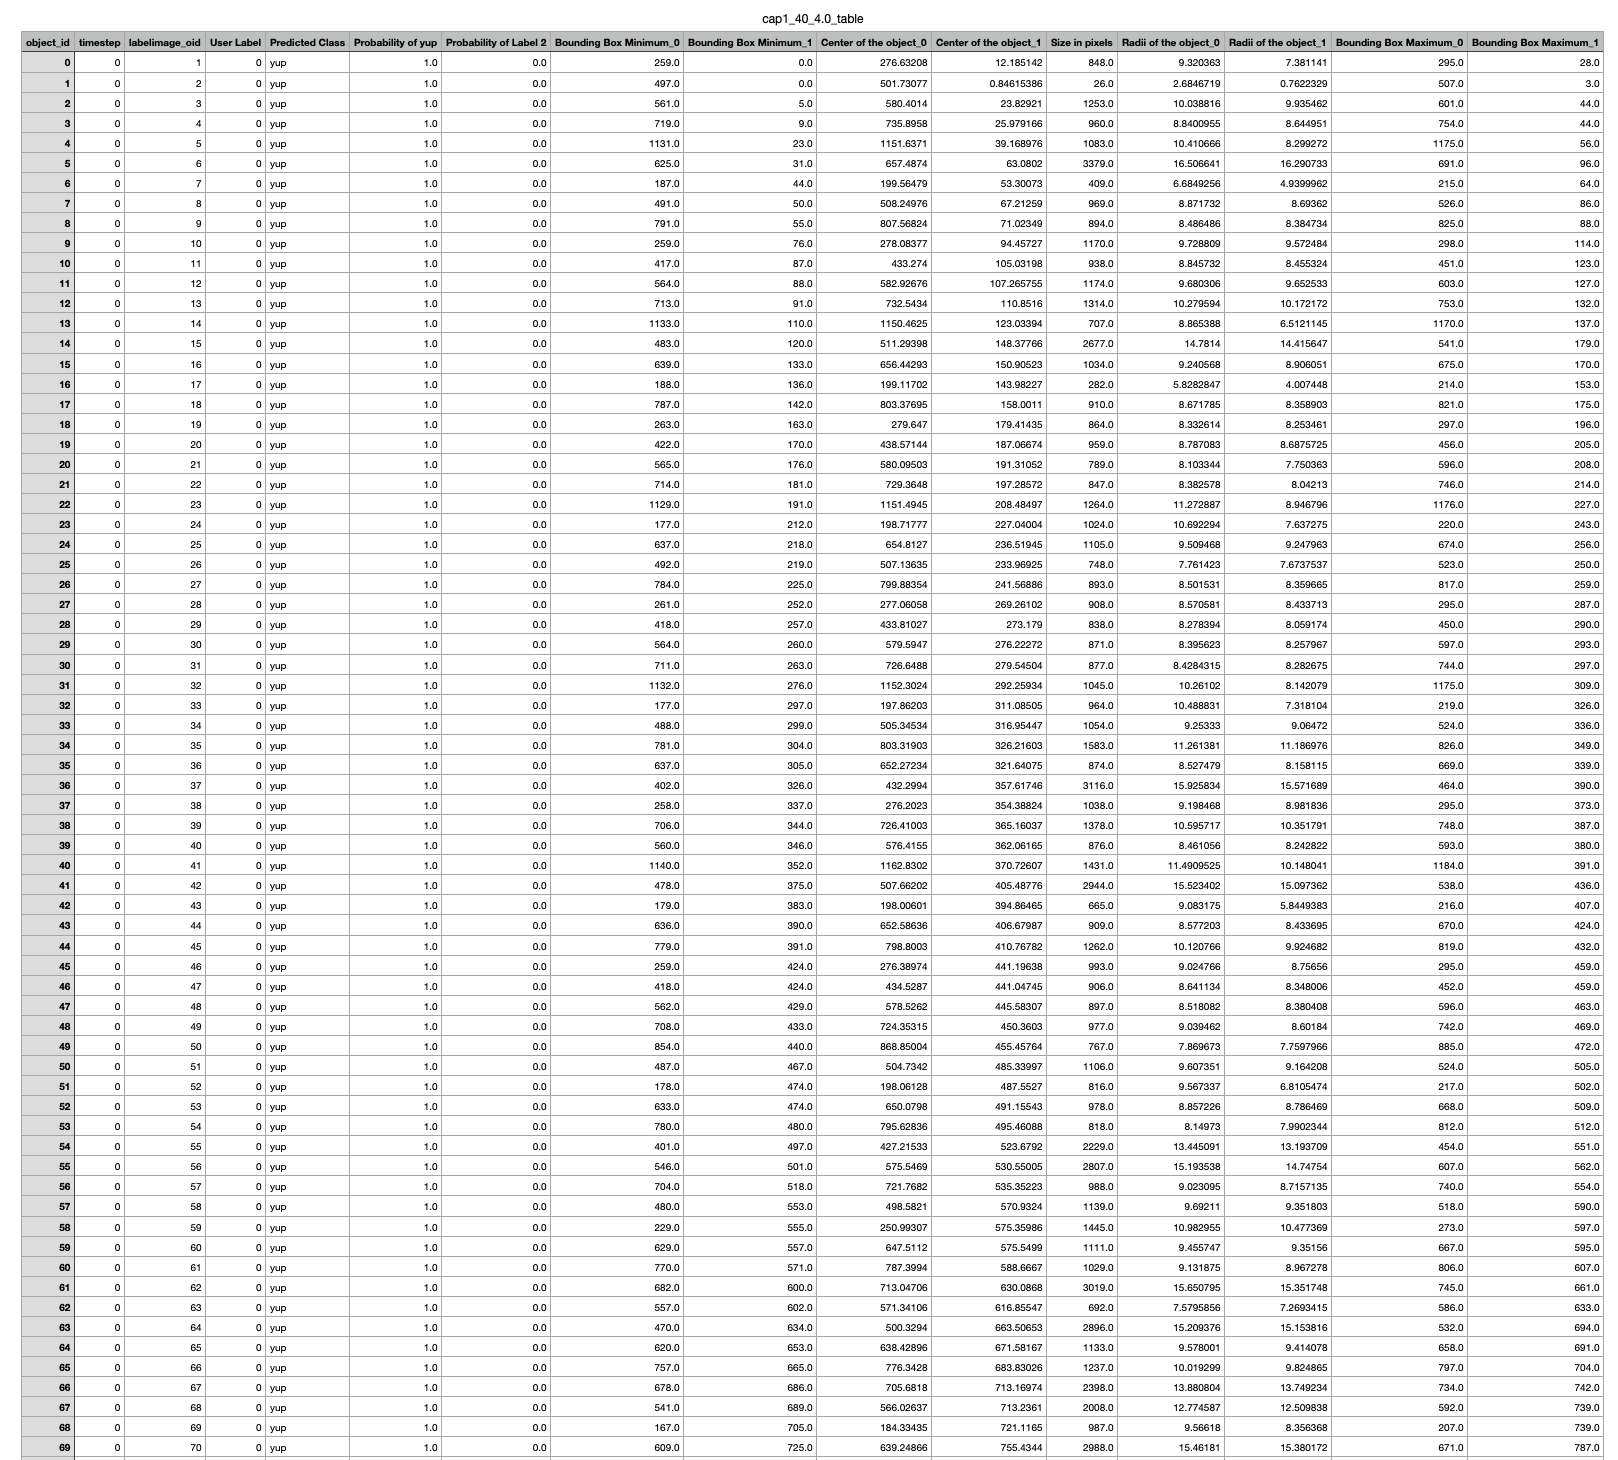 cap1_40_4.0_table
object_id timestep labelimage_oid User Label Predicted Class Probability of yup Probability of Label 2 Bounding Box Minimum_0 Bounding Box Minimum_1 Center of the object_0 Center of the object_1 Size in pixels Radii of the object_0 Radii of the object_1 Bounding Box Maximum_0 Bounding Box Maximum_1
0 0 1 0 yup 1.0 0.0 259.0 0.0 276.63208 12.185142 848.0 9.320363 7.381141 295.0 28.0
1 0 2 0 yup 1.0 0.0 497.0 0.0 501.73077 0.84615386 26.0 2.6846719 0.7622329 507.0 3.0
2 0 3 0 yup 1.0 0.0 561.0 5.0 580.4014 23.82921 1253.0 10.038816 9.935462 601.0 44.0
3 0 4 0 yup 1.0 0.0 719.0 9.0 735.8958 25.979166 960.0 8.8400955 8.644951 754.0 44.0
4 0 5 0 yup 1.0 0.0 1131.0 23.0 1151.6371 39.168976 1083.0 10.410666 8.299272 1175.0 56.0
5 0 6 0 yup 1.0 0.0 625.0 31.0 657.4874 63.0802 3379.0 16.506641 16.290733 691.0 96.0
6 0 7 0 yup 1.0 0.0 187.0 44.0 199.56479 53.30073 409.0 6.6849256 4.9399962 215.0 64.0
7 0 8 0 yup 1.0 0.0 491.0 50.0 508.24976 67.21259 969.0 8.871732 8.69362 526.0 86.0
8 0 9 0 yup 1.0 0.0 791.0 55.0 807.56824 71.02349 894.0 8.486486 8.384734 825.0 88.0
9 0 10 0 yup 1.0 0.0 259.0 76.0 278.08377 94.45727 1170.0 9.728809 9.572484 298.0 114.0
10 0 11 0 yup 1.0 0.0 417.0 87.0 433.274 105.03198 938.0 8.845732 8.455324 451.0 123.0
11 0 12 0 yup 1.0 0.0 564.0 88.0 582.92676 107.265755 1174.0 9.680306 9.652533 603.0 127.0
12 0 13 0 yup 1.0 0.0 713.0 91.0 732.5434 110.8516 1314.0 10.279594 10.172172 753.0 132.0
13 0 14 0 yup 1.0 0.0 1133.0 110.0 1150.4625 123.03394 707.0 8.865388 6.5121145 1170.0 137.0
14 0 15 0 yup 1.0 0.0 483.0 120.0 511.29398 148.37766 2677.0 14.7814 14.415647 541.0 179.0
15 0 16 0 yup 1.0 0.0 639.0 133.0 656.44293 150.90523 1034.0 9.240568 8.906051 675.0 170.0
16 0 17 0 yup 1.0 0.0 188.0 136.0 199.11702 143.98227 282.0 5.8282847 4.007448 214.0 153.0
17 0 18 0 yup 1.0 0.0 787.0 142.0 803.37695 158.0011 910.0 8.671785 8.358903 821.0 175.0
18 0 19 0 yup 1.0 0.0 263.0 163.0 279.647 179.41435 864.0 8.332614 8.253461 297.0 196.0
19 0 20 0 yup 1.0 0.0 422.0 170.0 438.57144 187.06674 959.0 8.787083 8.6875725 456.0 205.0
20 0 21 0 yup 1.0 0.0 565.0 176.0 580.09503 191.31052 789.0 8.103344 7.750363 596.0 208.0
21 0 22 0 yup 1.0 0.0 714.0 181.0 729.3648 197.28572 847.0 8.382578 8.04213 746.0 214.0
22 0 23 0 yup 1.0 0.0 1129.0 191.0 1151.4945 208.48497 1264.0 11.272887 8.946796 1176.0 227.0
23 0 24 0 yup 1.0 0.0 177.0 212.0 198.71777 227.04004 1024.0 10.692294 7.637275 220.0 243.0
24 0 25 0 yup 1.0 0.0 637.0 218.0 654.8127 236.51945 1105.0 9.509468 9.247963 674.0 256.0
25 0 26 0 yup 1.0 0.0 492.0 219.0 507.13635 233.96925 748.0 7.761423 7.6737537 523.0 250.0
26 0 27 0 yup 1.0 0.0 784.0 225.0 799.88354 241.56886 893.0 8.501531 8.359665 817.0 259.0
27 0 28 0 yup 1.0 0.0 261.0 252.0 277.06058 269.26102 908.0 8.570581 8.433713 295.0 287.0
28 0 29 0 yup 1.0 0.0 418.0 257.0 433.81027 273.179 838.0 8.278394 8.059174 450.0 290.0
29 0 30 0 yup 1.0 0.0 564.0 260.0 579.5947 276.22272 871.0 8.395623 8.257967 597.0 293.0
30 0 31 0 yup 1.0 0.0 711.0 263.0 726.6488 279.54504 877.0 8.4284315 8.282675 744.0 297.0
31 0 32 0 yup 1.0 0.0 1132.0 276.0 1152.3024 292.25934 1045.0 10.26102 8.142079 1175.0 309.0
32 0 33 0 yup 1.0 0.0 177.0 297.0 197.86203 311.08505 964.0 10.488831 7.318104 219.0 326.0
33 0 34 0 yup 1.0 0.0 488.0 299.0 505.34534 316.95447 1054.0 9.25333 9.06472 524.0 336.0
34 0 35 0 yup 1.0 0.0 781.0 304.0 803.31903 326.21603 1583.0 11.261381 11.186976 826.0 349.0
35 0 36 0 yup 1.0 0.0 637.0 305.0 652.27234 321.64075 874.0 8.527479 8.158115 669.0 339.0
36 0 37 0 yup 1.0 0.0 402.0 326.0 432.2994 357.61746 3116.0 15.925834 15.571689 464.0 390.0
37 0 38 0 yup 1.0 0.0 258.0 337.0 276.2023 354.38824 1038.0 9.198468 8.981836 295.0 373.0
38 0 39 0 yup 1.0 0.0 706.0 344.0 726.41003 365.16037 1378.0 10.595717 10.351791 748.0 387.0
39 0 40 0 yup 1.0 0.0 560.0 346.0 576.4155 362.06165 876.0 8.461056 8.242822 593.0 380.0
40 0 41 0 yup 1.0 0.0 1140.0 352.0 1162.8302 370.72607 1431.0 11.4909525 10.148041 1184.0 391.0
41 0 42 0 yup 1.0 0.0 478.0 375.0 507.66202 405.48776 2944.0 15.523402 15.097362 538.0 436.0
42 0 43 0 yup 1.0 0.0 179.0 383.0 198.00601 394.86465 665.0 9.083175 5.8449383 216.0 407.0
43 0 44 0 yup 1.0 0.0 636.0 390.0 652.58636 406.67987 909.0 8.577203 8.433695 670.0 424.0
44 0 45 0 yup 1.0 0.0 779.0 391.0 798.8003 410.76782 1262.0 10.120766 9.924682 819.0 432.0
45 0 46 0 yup 1.0 0.0 259.0 424.0 276.38974 441.19638 993.0 9.024766 8.75656 295.0 459.0
46 0 47 0 yup 1.0 0.0 418.0 424.0 434.5287 441.04745 906.0 8.641134 8.348006 452.0 459.0
47 0 48 0 yup 1.0 0.0 562.0 429.0 578.5262 445.58307 897.0 8.518082 8.380408 596.0 463.0
48 0 49 0 yup 1.0 0.0 708.0 433.0 724.35315 450.3603 977.0 9.039462 8.60184 742.0 469.0
49 0 50 0 yup 1.0 0.0 854.0 440.0 868.85004 455.45764 767.0 7.869673 7.7597966 885.0 472.0
50 0 51 0 yup 1.0 0.0 487.0 467.0 504.7342 485.33997 1106.0 9.607351 9.164208 524.0 505.0
51 0 52 0 yup 1.0 0.0 178.0 474.0 198.06128 487.5527 816.0 9.567337 6.8105474 217.0 502.0
52 0 53 0 yup 1.0 0.0 633.0 474.0 650.0798 491.15543 978.0 8.857226 8.786469 668.0 509.0
53 0 54 0 yup 1.0 0.0 780.0 480.0 795.62836 495.46088 818.0 8.14973 7.9902344 812.0 512.0
54 0 55 0 yup 1.0 0.0 401.0 497.0 427.21533 523.6792 2229.0 13.445091 13.193709 454.0 551.0
55 0 56 0 yup 1.0 0.0 546.0 501.0 575.5469 530.55005 2807.0 15.193538 14.74754 607.0 562.0
56 0 57 0 yup 1.0 0.0 704.0 518.0 721.7682 535.35223 988.0 9.023095 8.7157135 740.0 554.0
57 0 58 0 yup 1.0 0.0 480.0 553.0 498.5821 570.9324 1139.0 9.69211 9.351803 518.0 590.0
58 0 59 0 yup 1.0 0.0 229.0 555.0 250.99307 575.35986 1445.0 10.982955 10.477369 273.0 597.0
59 0 60 0 yup 1.0 0.0 629.0 557.0 647.5112 575.5499 1111.0 9.455747 9.35156 667.0 595.0
60 0 61 0 yup 1.0 0.0 770.0 571.0 787.3994 588.6667 1029.0 9.131875 8.967278 806.0 607.0
61 0 62 0 yup 1.0 0.0 682.0 600.0 713.04706 630.0868 3019.0 15.650795 15.351748 745.0 661.0
62 0 63 0 yup 1.0 0.0 557.0 602.0 571.34106 616.85547 692.0 7.5795856 7.2693415 586.0 633.0
63 0 64 0 yup 1.0 0.0 470.0 634.0 500.3294 663.50653 2896.0 15.209376 15.153816 532.0 694.0
64 0 65 0 yup 1.0 0.0 620.0 653.0 638.42896 671.58167 1133.0 9.578001 9.414078 658.0 691.0
65 0 66 0 yup 1.0 0.0 757.0 665.0 776.3428 683.83026 1237.0 10.019299 9.824865 797.0 704.0
66 0 67 0 yup 1.0 0.0 678.0 686.0 705.6818 713.16974 2398.0 13.880804 13.749234 734.0 742.0
67 0 68 0 yup 1.0 0.0 541.0 689.0 566.02637 713.2361 2008.0 12.774587 12.509838 592.0 739.0
68 0 69 0 yup 1.0 0.0 167.0 705.0 184.33435 721.1165 987.0 9.56618 8.356368 207.0 739.0
69 0 70 0 yup 1.0 0.0 609.0 725.0 639.24866 755.4344 2988.0 15.46181 15.380172 671.0 787.0